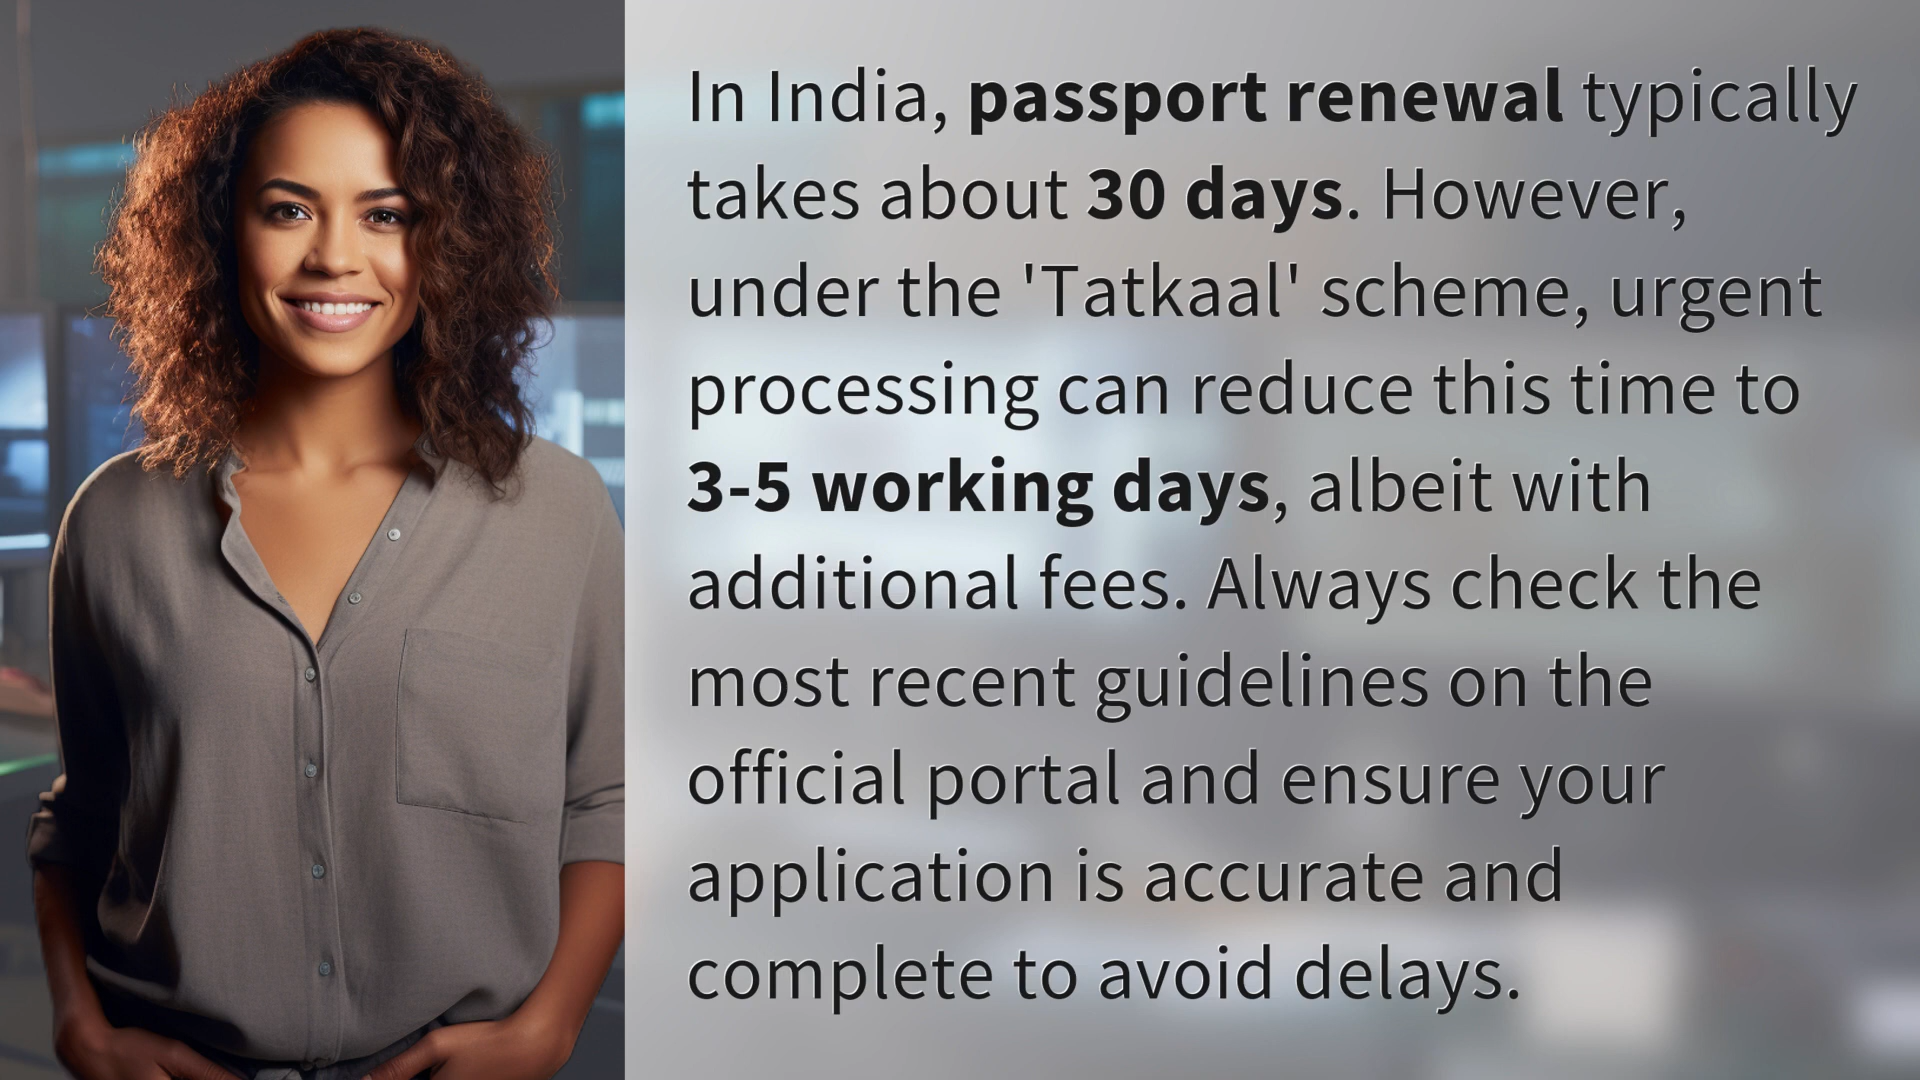 In India, passport renewal typically
takes about 30 days. However,
under the 'Tatkaal' scheme, urgent
processing can reduce this time to
3-5 working days, albeit with
additional fees. Always check the
most recent guidelines on the
official portal and ensure your
application is accurate and
complete to avoid delays.